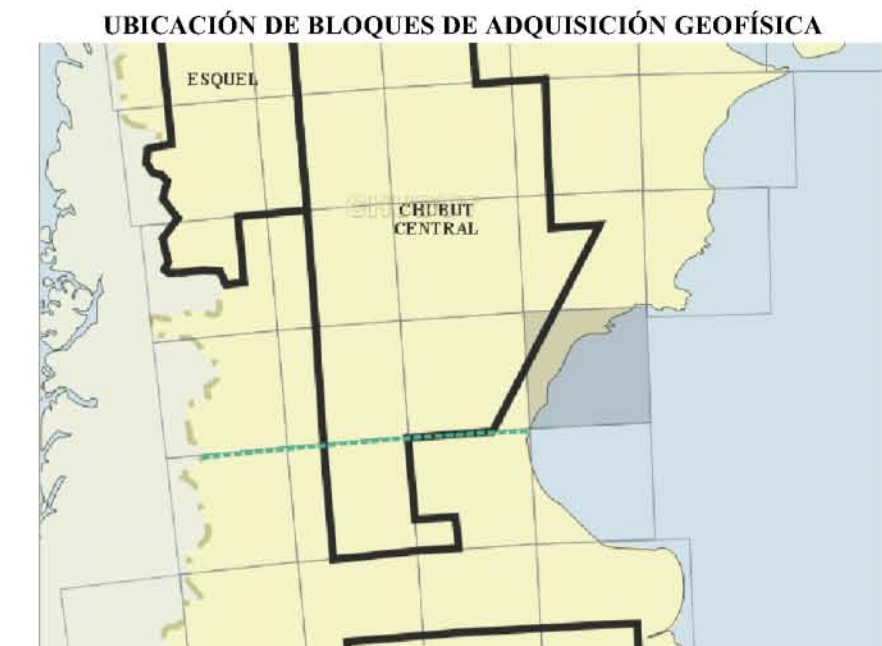 UBICACIÓN DE BLOQUES DE ADQUISICIÓN GEOFÍSICA
ESQUEL
CHUBUT
CENTRAL